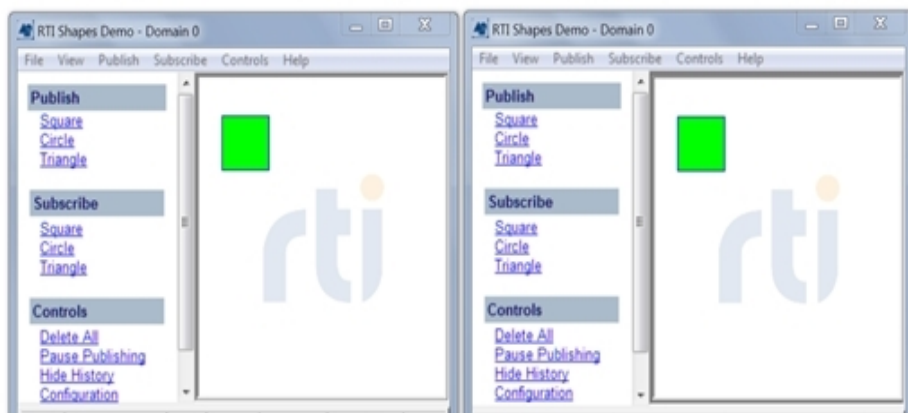 RTI Shapes Demo - Domain 0
File View Publish Subscribe Controls Help
Publish
Square
Circle
Triangle
Subscribe
Square
Circle
Triangle
Controls
Delete All
Pause Publishing
Hide History
Configuration
rti
RTI Shapes Demo - Domain 0
File View Publish Subscribe Controls Help
Publish
Square
Circle
Triangle
Subscribe
Square
Circle
Triangle
Controls
Delete All
Pause Publishing
Hide History
Configuration
rti